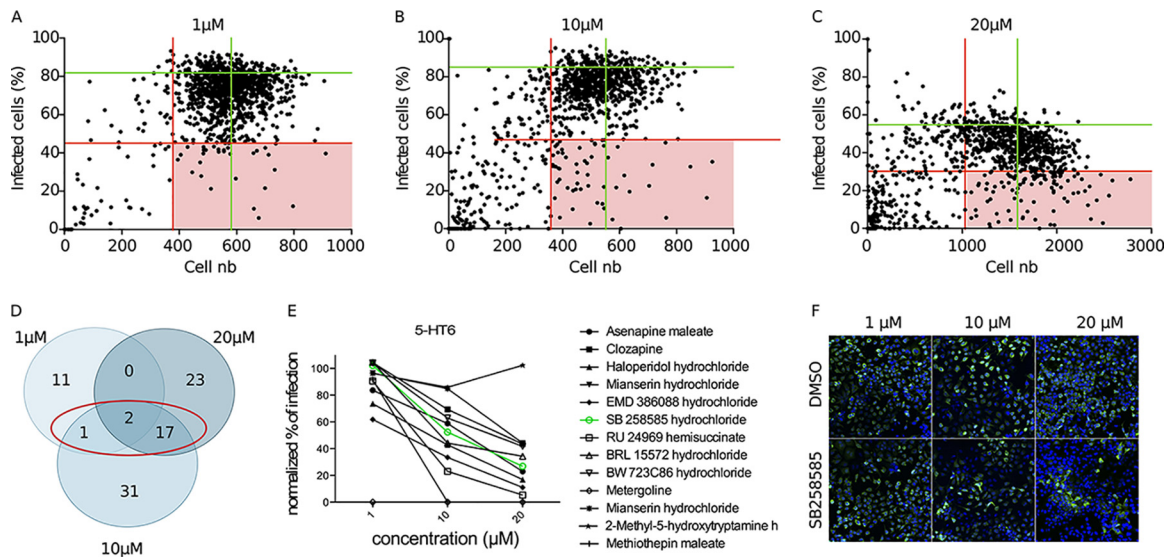 A
1µM
Infected cells (%)
100
80
60
40
20
0
0 200 400 600 800 1000
Cell nb
B
10µM
Infected cells (%)
100
80
60
40
20
0
0 200 400 600 800 1000
Cell nb
C
20µM
Infected cells (%)
100
80
60
40
20
0
0 1000 2000 3000
Cell nb
D
1µM
20µM
11
0
23
2
1
17
31
10µM
E
5-HT6
normalized % of infection
100
80
60
40
20
0
1 10 20
concentration (µM)
Asenapine maleate
Clozapine
Haloperidol hydrochloride
Mianserin hydrochloride
EMD 386088 hydrochloride
SB 258585 hydrochloride
RU 24969 hemisuccinate
BRL 15572 hydrochloride
BW 723C86 hydrochloride
Metergoline
Mianserin hydrochloride
2-Methyl-5-hydroxytryptamine h
Methiothepin maleate
F
1 µM 10 µM 20 µM
DMSO
SB258585